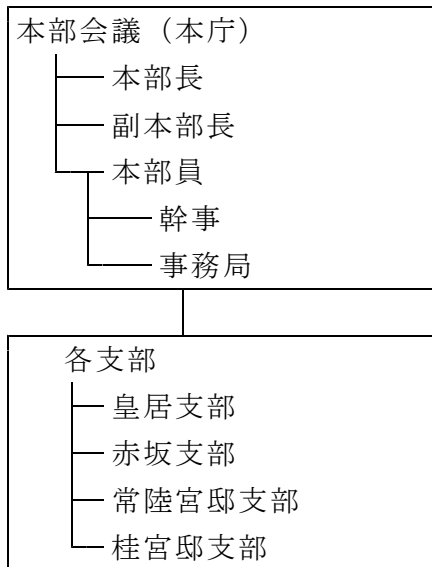 本部会議（本庁）
本部長
副本部長
本部員
幹事
事務局
各支部
皇居支部
赤坂支部
常陸宮邸支部
桂宮邸支部